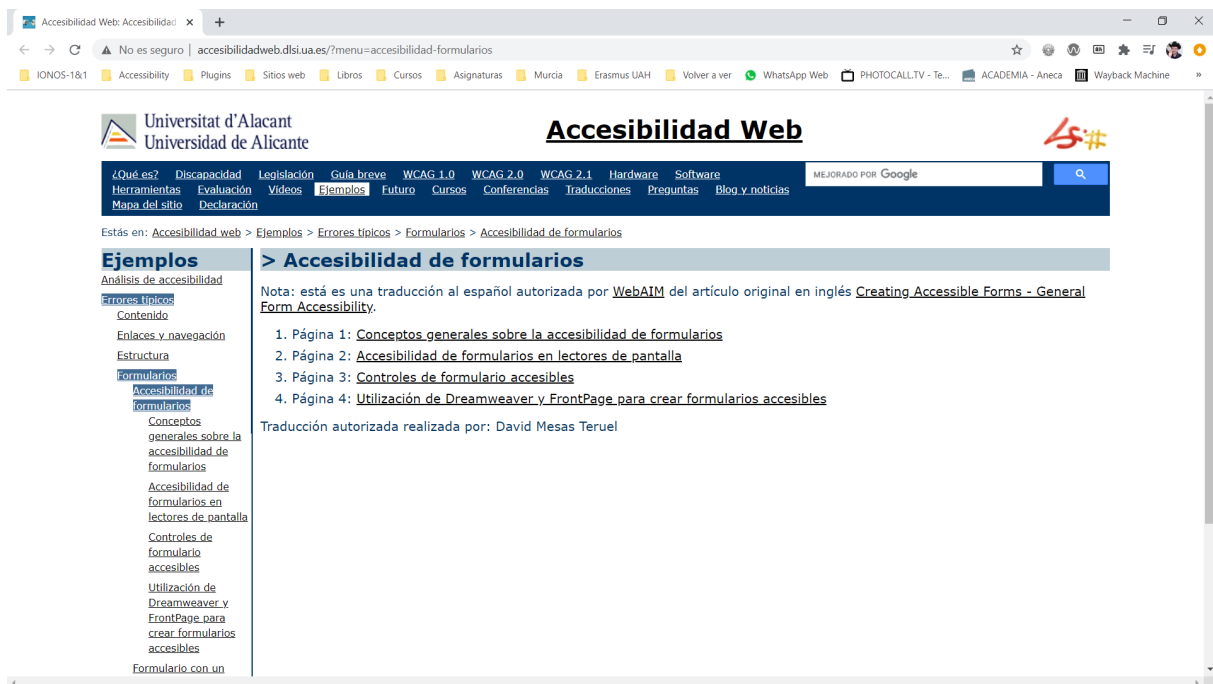 Accesibilidad Web: Accesibilidad
No es seguro | accesibilidadweb.dlsi.ua.es/?menu=accesibilidad-formularios
IONOS-1&1 Accessibility Plugins Sitios web Libros Cursos Asignaturas Murcia Erasmus UAH Volver a ver WhatsApp Web PHOTOCALL.TV - Te... ACADEMIA - Aneca Wayback Machine »
Universitat d'Alacant
Universidad de Alicante
Accesibilidad Web
¿Qué es? Discapacidad Legislación Guía breve WCAG 1.0 WCAG 2.0 WCAG 2.1 Hardware Software
Herramientas Evaluación Vídeos Ejemplos Futuro Cursos Conferencias Traducciones Preguntas Blog y noticias
Mapa del sitio Declaración
MEJORADO POR Google
Estás en: Accesibilidad web > Ejemplos > Errores típicos > Formularios > Accesibilidad de formularios
Ejemplos
Análisis de accesibilidad
Errores típicos
Contenido
Enlaces y navegación
Estructura
Formularios
Accesibilidad de
formularios
Conceptos
generales sobre la
accesibilidad de
formularios
Accesibilidad de
formularios en
lectores de pantalla
Controles de
formulario
accesibles
Utilización de
Dreamweaver y
FrontPage para
crear formularios
accesibles
Formulario con un
> Accesibilidad de formularios
Nota: está es una traducción al español autorizada por WebAIM del artículo original en inglés Creating Accessible Forms - General
Form Accessibility.
1. Página 1: Conceptos generales sobre la accesibilidad de formularios
2. Página 2: Accesibilidad de formularios en lectores de pantalla
3. Página 3: Controles de formulario accesibles
4. Página 4: Utilización de Dreamweaver y FrontPage para crear formularios accesibles
Traducción autorizada realizada por: David Mesas Teruel